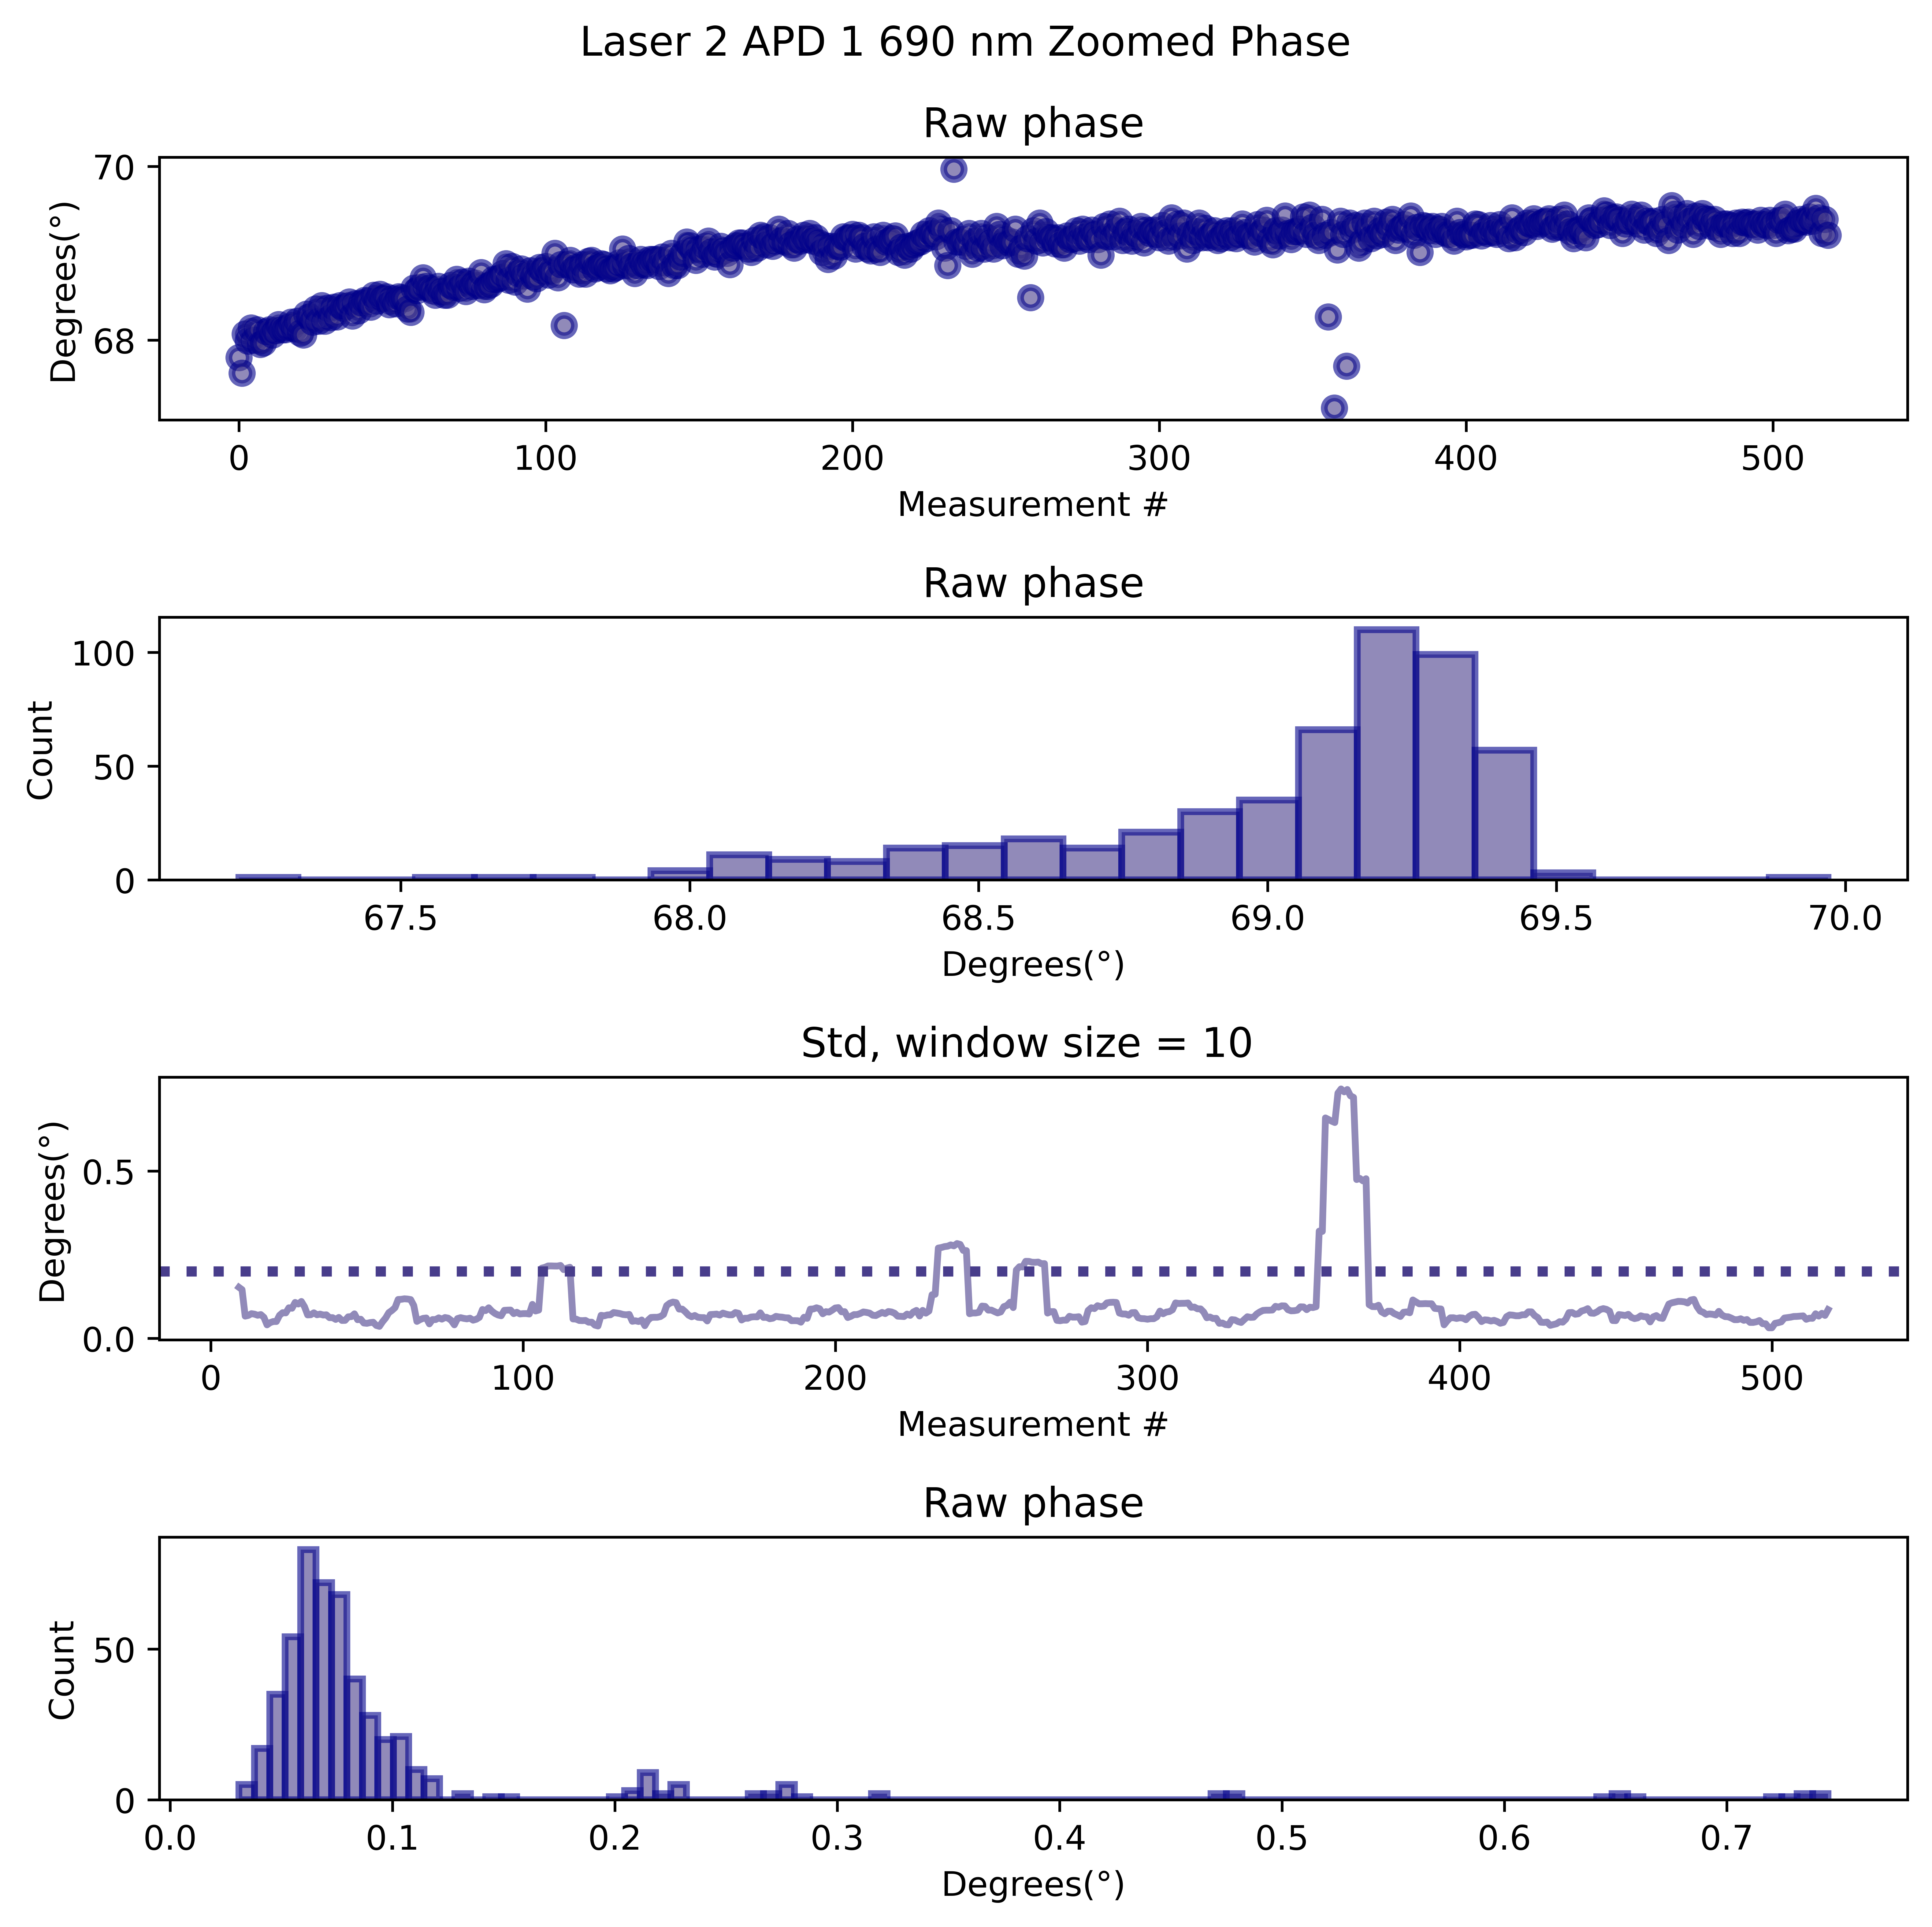 Laser 2 APD 1 690 nm Zoomed Phase
Raw phase
70
68
Degrees(°)
0 100 200 300 400 500
Measurement #
Raw phase
100
50
0
Count
67.5 68.0 68.5 69.0 69.5 70.0
Degrees(°)
Std, window size = 10
0.5
0.0
Degrees(°)
0 100 200 300 400 500
Measurement #
Raw phase
50
0
Count
0.0 0.1 0.2 0.3 0.4 0.5 0.6 0.7
Degrees(°)